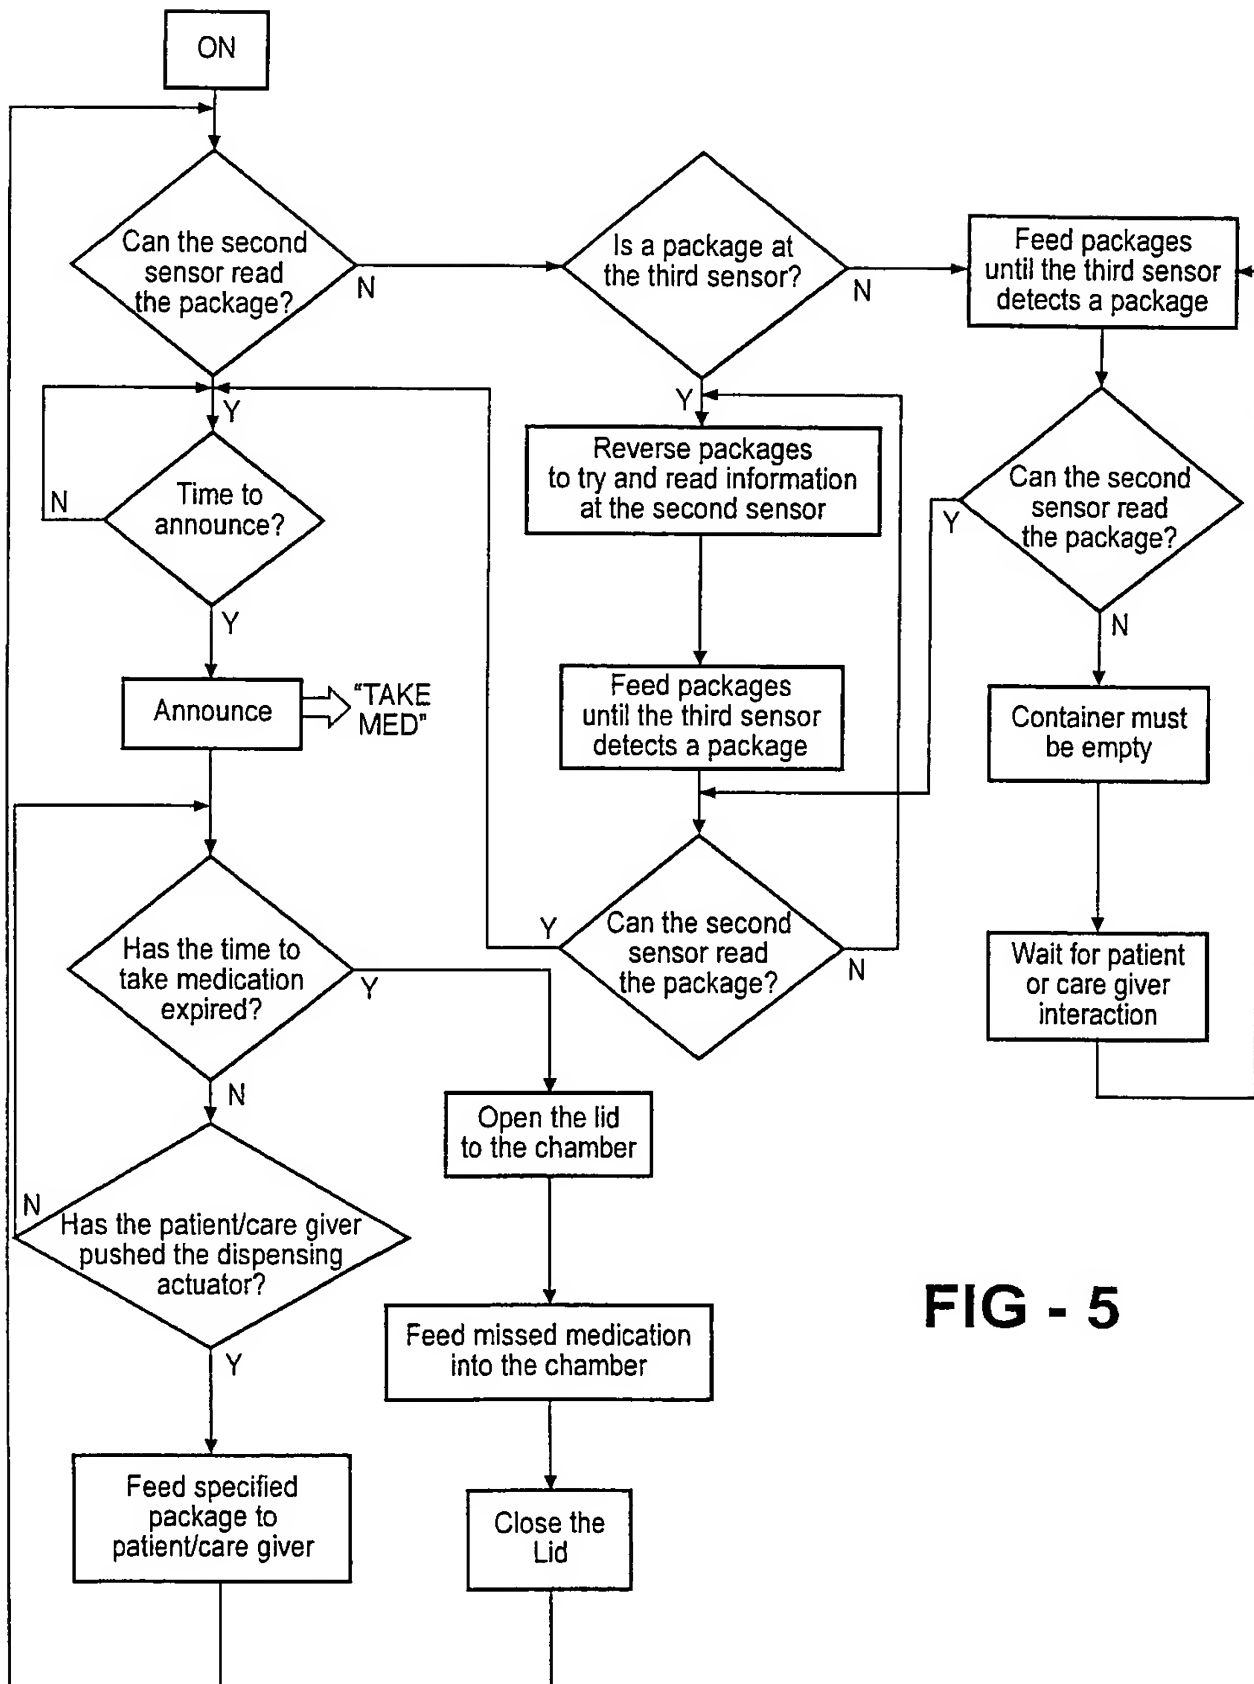 ON
Can the second
sensor read
the package?
N
Y
Is a package at
the third sensor?
N
Y
Feed packages
until the third sensor
detects a package
Time to
announce?
N
Y
Reverse packages
to try and read information
at the second sensor
Can the second
sensor read
the package?
Y
N
Announce
"TAKE
MED"
Feed packages
until the third sensor
detects a package
Container must
be empty
Has the time to
take medication
expired?
Y
N
Can the second
sensor read
the package?
Y
N
Wait for patient
or care giver
interaction
Open the lid
to the chamber
Has the patient/care giver
pushed the dispensing
actuator?
N
Y
Feed missed medication
into the chamber
Feed specified
package to
patient/care giver
Close the
Lid
FIG - 5